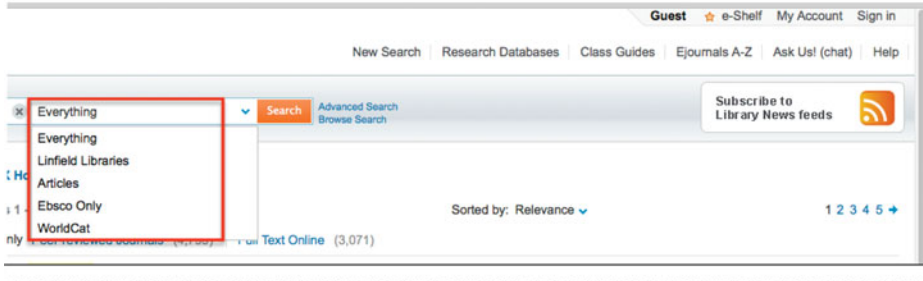 Guest e-Shelf My Account Sign in
New Search Research Databases Class Guides Ejournals A-Z Ask Us! (chat) Help
Everything Search Advanced Search
Browse Search
Subscribe to
Library News feeds
Everything
Linfield Libraries
Articles
Ebsco Only
WorldCat
Sorted by: Relevance 1 2 3 4 5
Text Online (3,071)